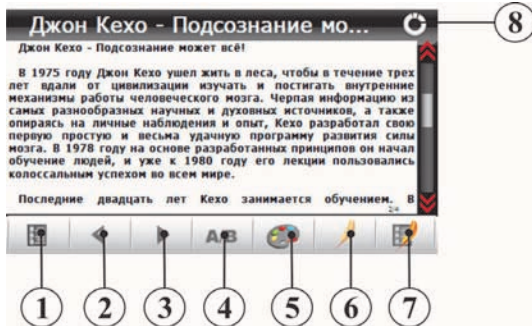 Джон Кехо - Подсознание мо...
8
Джон Кехо - Подсознание может всё!
В 1975 году Джон Кехо ушел жить в леса, чтобы в течение трех
лет вдали от цивилизации изучать и постигать внутренние
механизмы работы человеческого мозга. Черпая информацию из
самых разнообразных научных и духовных источников, а также
опираясь на личные наблюдения и опыт, Кехо разработал свою
первую простую и весьма удачную программу развития силы
мозга. В 1978 году на основе разработанных принципов он начал
обучение людей, и уже к 1980 году его лекции пользовались
колоссальным успехом во всем мире.
Последние двадцать лет Кехо занимается обучением. В
2/4
A/B
1 2 3 4 5 6 7